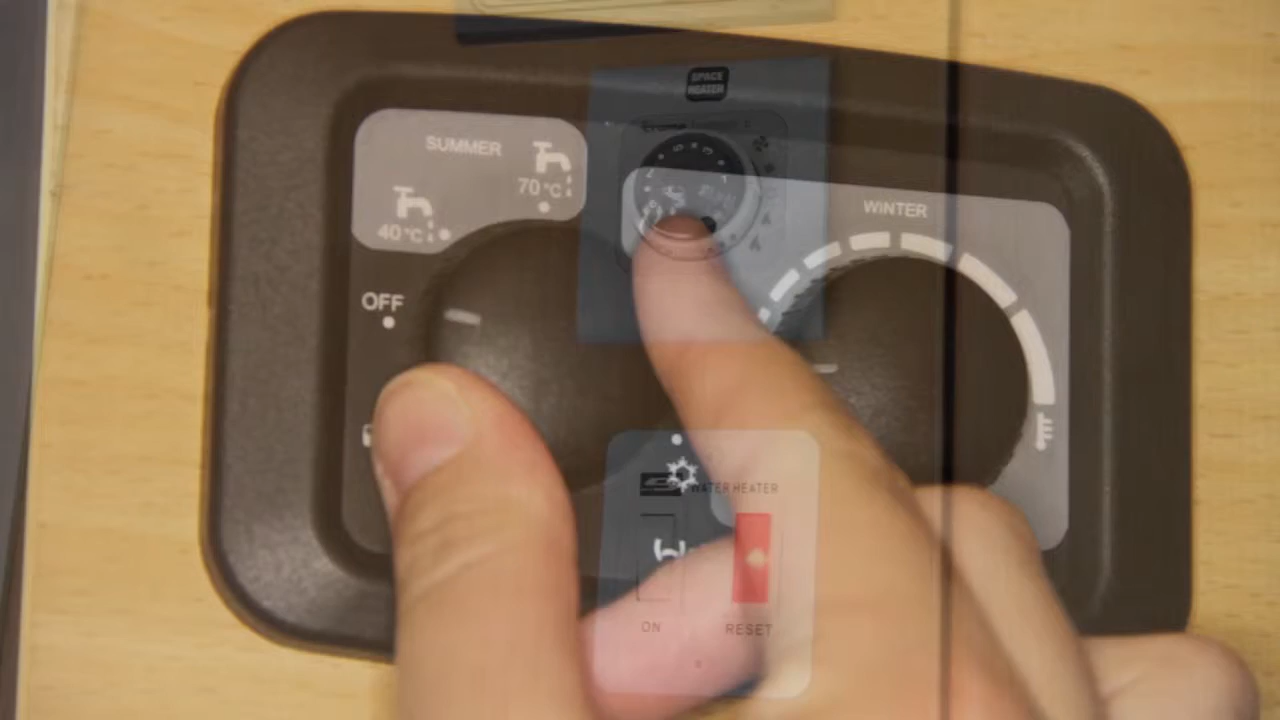 SPACE
HEATER
SUMMER
70°C
40°C
WINTER
OFF
WATER HEATER
ON
RESET